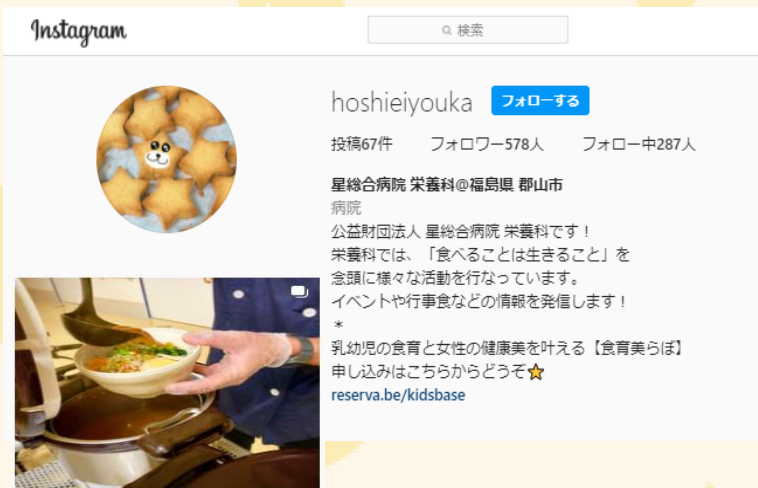 Instagram
検索
hoshieiyouka フォローする
投稿67件 フォロワー578人 フォロー中287人
星総合病院 栄養科@福島県 郡山市
病院
公益財団法人 星総合病院 栄養科です！
栄養科では、「食べることは生きること」を
念頭に様々な活動を行なっています。
イベントや行事食などの情報を発信します！
*
乳幼児の食育と女性の健康美を叶える【食育美らぼ】
申し込みはこちらからどうぞ⭐
reserva.be/kidsbase